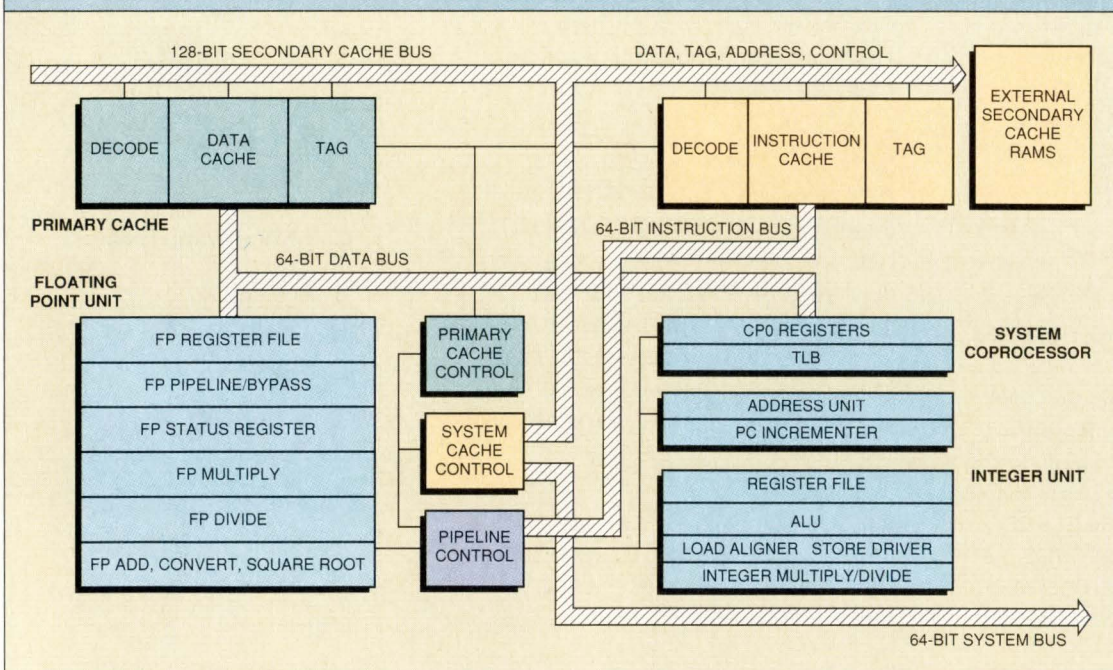 128-BIT SECONDARY CACHE BUS
DATA, TAG, ADDRESS, CONTROL
DECODE
DATA
CACHE
TAG
DECODE
INSTRUCTION
CACHE
TAG
EXTERNAL
SECONDARY
CACHE
RAMS
PRIMARY CACHE
64-BIT INSTRUCTION BUS
64-BIT DATA BUS
FLOATING
POINT UNIT
FP REGISTER FILE
FP PIPELINE/BYPASS
FP STATUS REGISTER
FP MULTIPLY
FP DIVIDE
FP ADD, CONVERT, SQUARE ROOT
PRIMARY
CACHE
CONTROL
SYSTEM
CACHE
CONTROL
PIPELINE
CONTROL
CP0 REGISTERS
TLB
SYSTEM
COPROCESSOR
ADDRESS UNIT
PC INCREMENTER
INTEGER UNIT
REGISTER FILE
ALU
LOAD ALIGNER STORE DRIVER
INTEGER MULTIPLY/DIVIDE
64-BIT SYSTEM BUS